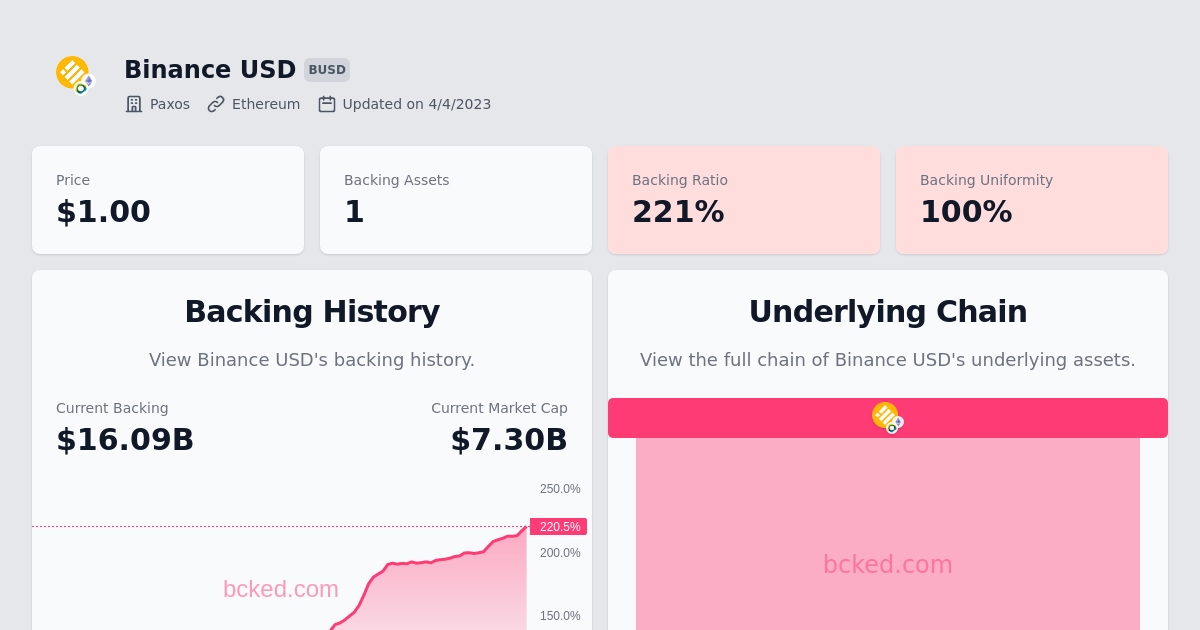 Binance USD BUSD
Paxos Ethereum Updated on 4/4/2023
Price
$1.00
Backing Assets
1
Backing Ratio
221%
Backing Uniformity
100%
Backing History
View Binance USD's backing history.
Current Backing
$16.09B
Current Market Cap
$7.30B
250.0%
220.5%
200.0%
150.0%
bcked.com
Underlying Chain
View the full chain of Binance USD's underlying assets.
bcked.com